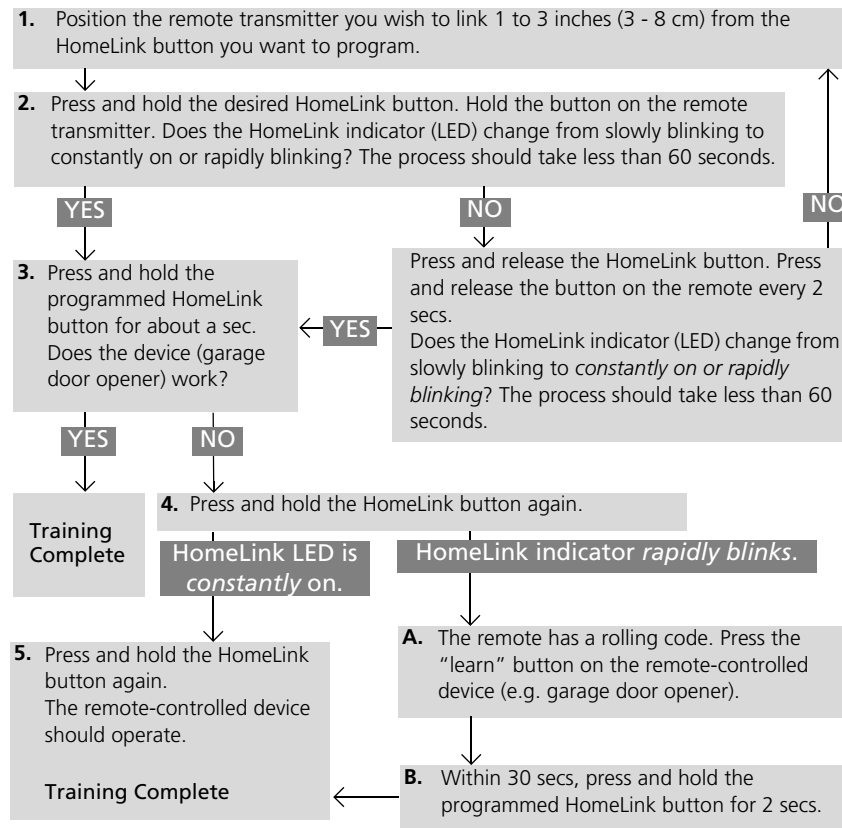 1. Position the remote transmitter you wish to link 1 to 3 inches (3 - 8 cm) from the
HomeLink button you want to program.
2. Press and hold the desired HomeLink button. Hold the button on the remote
transmitter. Does the HomeLink indicator (LED) change from slowly blinking to
constantly on or rapidly blinking? The process should take less than 60 seconds.
YES
NO
NO
3. Press and hold the
programmed HomeLink
button for about a sec.
Does the device (garage
door opener) work?
YES
Press and release the HomeLink button. Press
and release the button on the remote every 2
secs.
Does the HomeLink indicator (LED) change from
slowly blinking to constantly on or rapidly
blinking? The process should take less than 60
seconds.
YES
NO
Training
Complete
4. Press and hold the HomeLink button again.
HomeLink LED is
constantly on.
HomeLink indicator rapidly blinks.
5. Press and hold the HomeLink
button again.
The remote-controlled device
should operate.
Training Complete
A. The remote has a rolling code. Press the
“learn” button on the remote-controlled
device (e.g. garage door opener).
B. Within 30 secs, press and hold the
programmed HomeLink button for 2 secs.